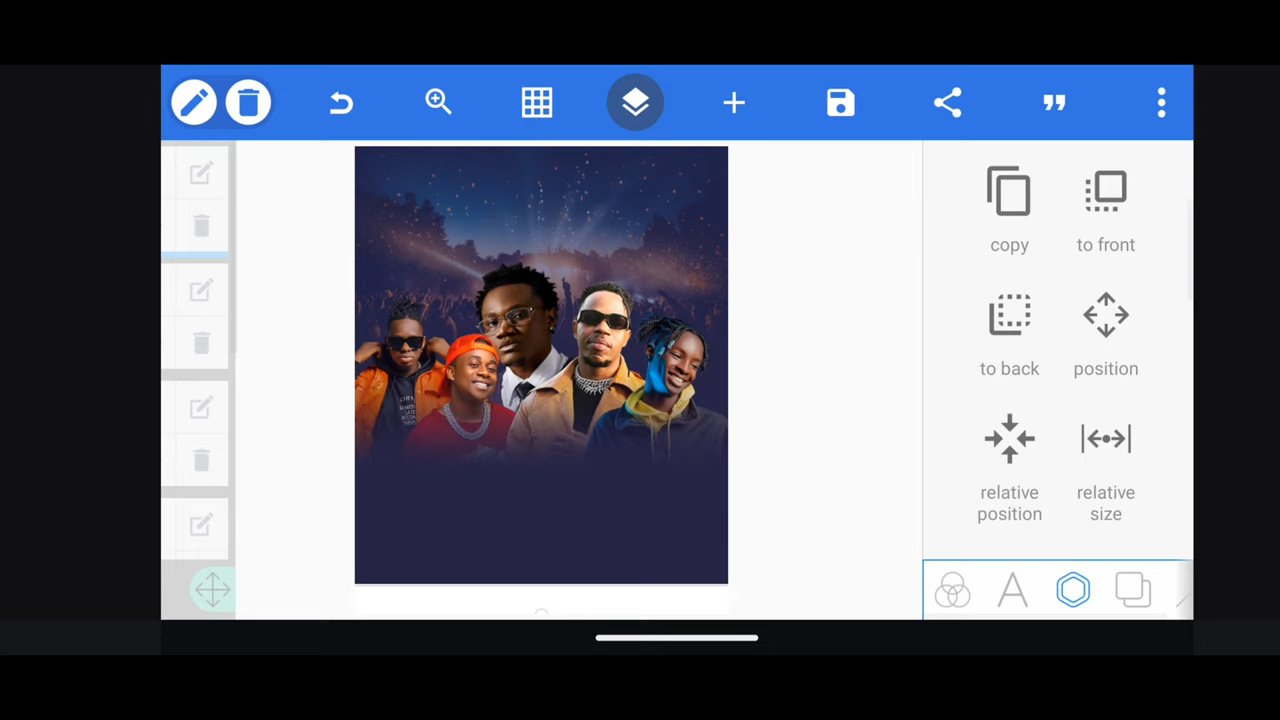 copy
to front
to back
position
relative
position
relative
size